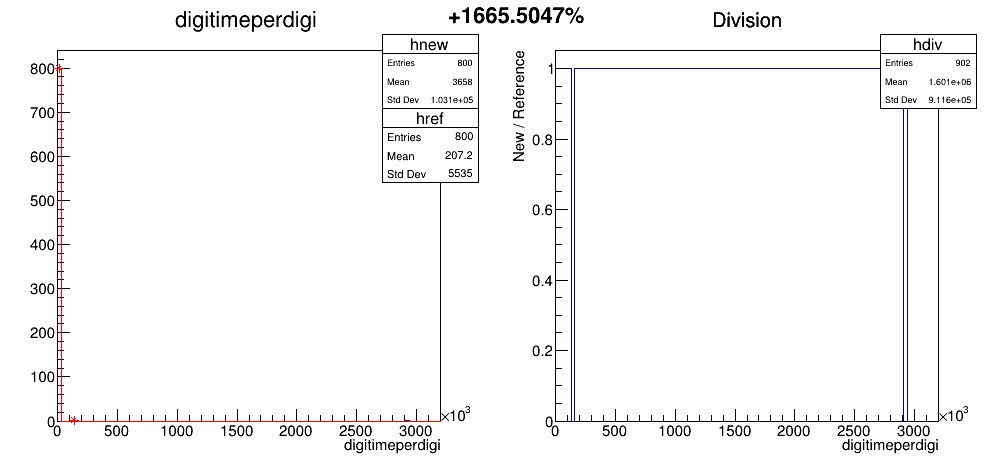 digitimeperdigi
+1665.5047%
Division
hnew
Entries 800
Mean 3658
Std Dev 1.031e+05
href
Entries 800
Mean 207.2
Std Dev 5535
800
700
600
500
400
300
200
100
0
0 500 1000 1500 2000 2500 3000
×10³
digitimeperdigi
hdiv
Entries 902
Mean 1.601e+06
Std Dev 9.116e+05
New / Reference
1
0.8
0.6
0.4
0.2
0
0 500 1000 1500 2000 2500 3000
×10³
digitimeperdigi